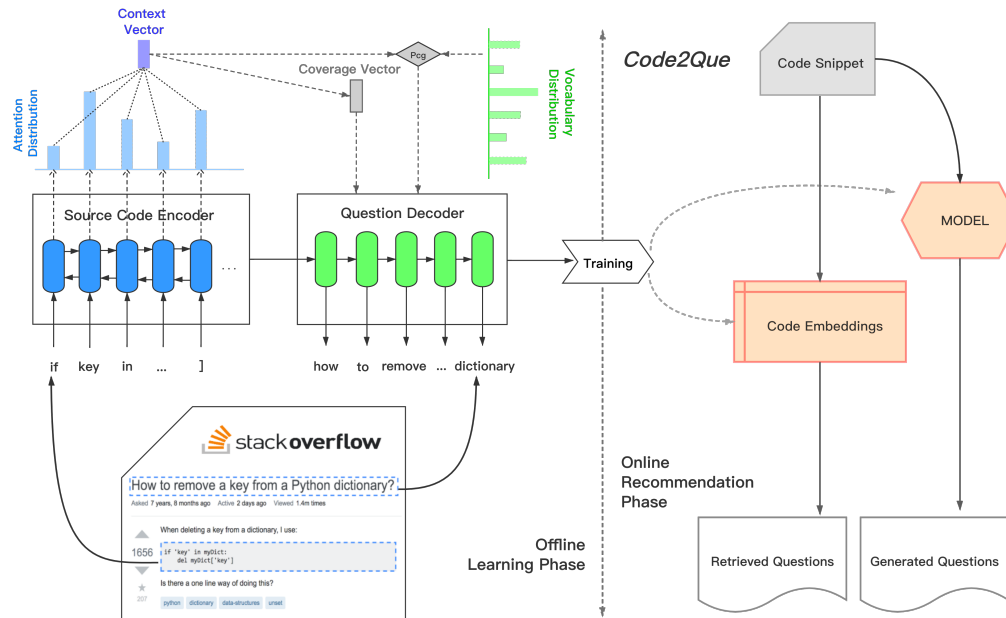 Context
Vector
Attention
Distribution
Coverage Vector
Pcg
Vocabulary
Distribution
Source Code Encoder
...
Question Decoder
if key in ... ]
how to remove ... dictionary
Training
stackoverflow
How to remove a key from a Python dictionary?
Asked 7 years, 8 months ago Active 2 days ago Viewed 1.4m times
When deleting a key from a dictionary, I use:
1656
if 'key' in myDict:
del myDict['key']
207
Is there a one line way of doing this?
python dictionary data-structures unset
Offline
Learning Phase
Code2Que
Code Snippet
MODEL
Code Embeddings
Online
Recommendation
Phase
Retrieved Questions
Generated Questions